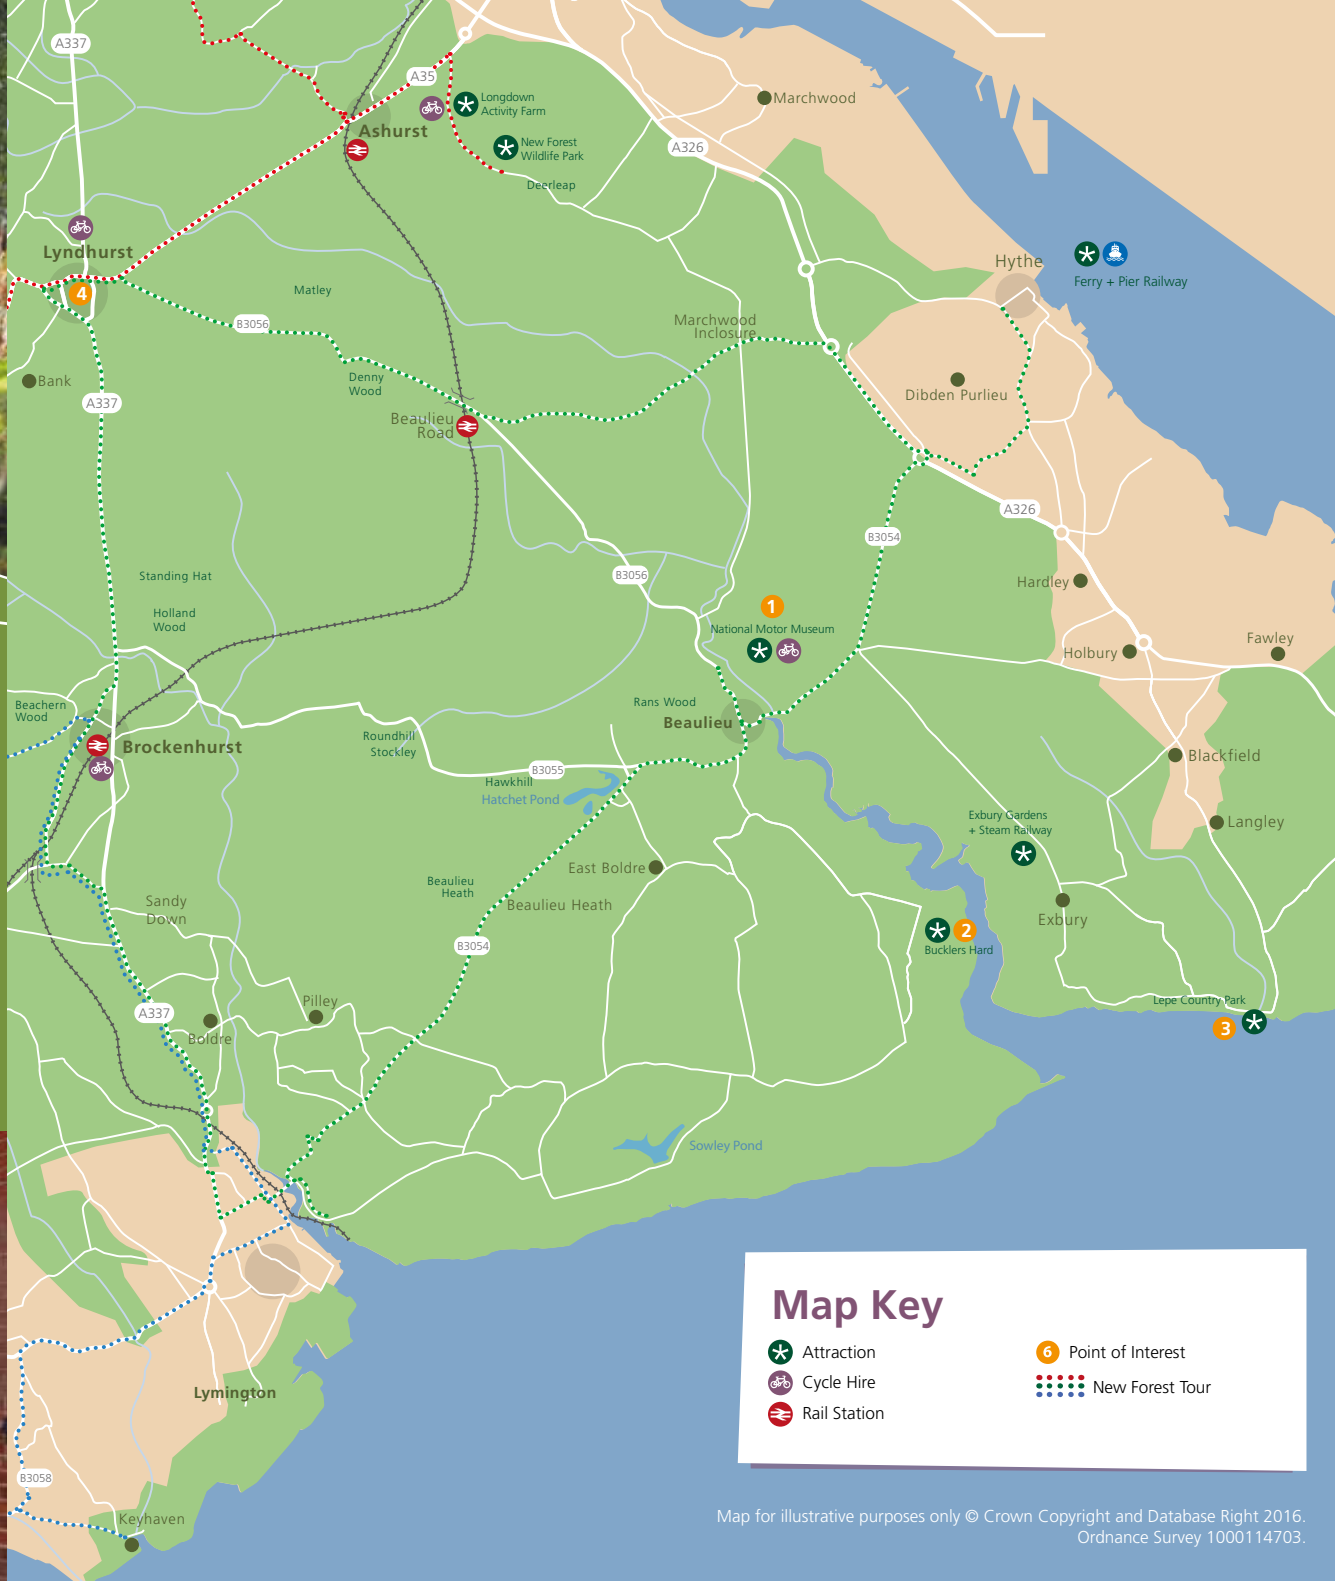 A337
A35
Longdown
Activity Farm
Marchwood
Ashurst
New Forest
Wildlife Park
A326
Deerleap
Lyndhurst
Hythe
4
Matley
Ferry + Pier Railway
B3056
Marchwood
Inclosure
Bank
Denny
Wood
Dibden Purlieu
A337
Beaulieu
Road
A326
B3054
Standing Hat
B3056
Hardley
Holland
Wood
1
National Motor Museum
Fawley
Holbury
Beachern
Wood
Rans Wood
Beaulieu
Brockenhurst
Roundhill
Stockley
Blackfield
B3055
Hawkhill
Hatchet Pond
Exbury Gardens
+ Steam Railway
Langley
East Boldre
Beaulieu
Heath
Beaulieu Heath
Sandy
Down
Exbury
B3054
2
Bucklers Hard
Pilley
Lepe Country Park
A337
3
Boldre
Sowley Pond
Map Key
Attraction
Cycle Hire
Rail Station
6 Point of Interest
New Forest Tour
Lymington
B3058
Keyhaven
Map for illustrative purposes only © Crown Copyright and Database Right 2016.
Ordnance Survey 1000114703.